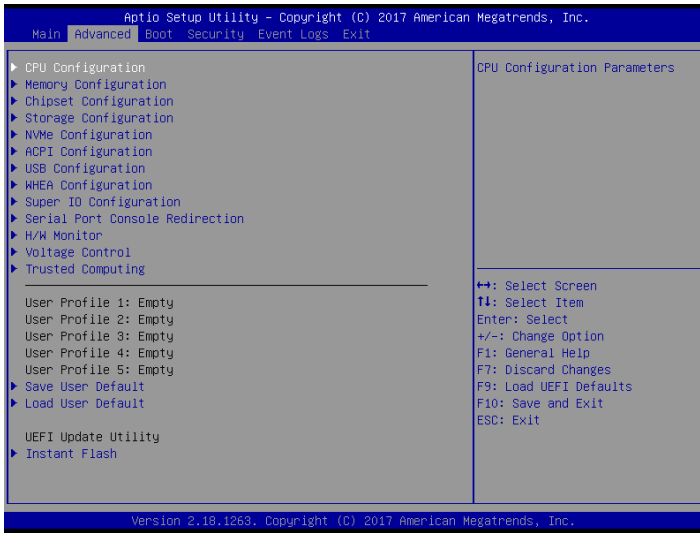 Aptio Setup Utility – Copyright (C) 2017 American Megatrends, Inc.
Main Advanced Boot Security Event Logs Exit
CPU Configuration
Memory Configuration
Chipset Configuration
Storage Configuration
NVMe Configuration
ACPI Configuration
USB Configuration
WHEA Configuration
Super IO Configuration
Serial Port Console Redirection
H/W Monitor
Voltage Control
Trusted Computing
User Profile 1: Empty
User Profile 2: Empty
User Profile 3: Empty
User Profile 4: Empty
User Profile 5: Empty
Save User Default
Load User Default
UEFI Update Utility
Instant Flash
CPU Configuration Parameters
↔: Select Screen
↑↓: Select Item
Enter: Select
+/-: Change Option
F1: General Help
F7: Discard Changes
F9: Load UEFI Defaults
F10: Save and Exit
ESC: Exit
Version 2.18.1263. Copyright (C) 2017 American Megatrends, Inc.